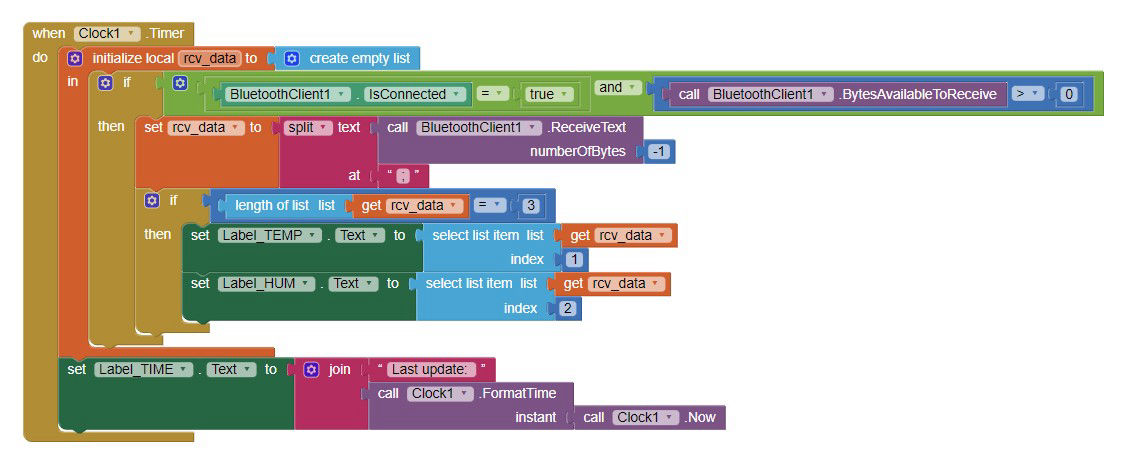 when Clock1 .Timer
do initialize local rcv_data to create empty list
in if BluetoothClient1 . IsConnected = true and call BluetoothClient1 .BytesAvailableToReceive > 0
then set rcv_data to split text call BluetoothClient1 .ReceiveText
numberOfBytes -1
at “ ; ”
if length of list list get rcv_data = 3
then set Label_TEMP . Text to select list item list get rcv_data
index 1
set Label_HUM . Text to select list item list get rcv_data
index 2
set Label_TIME . Text to join “ Last update: ”
call Clock1 .FormatTime
instant call Clock1 .Now